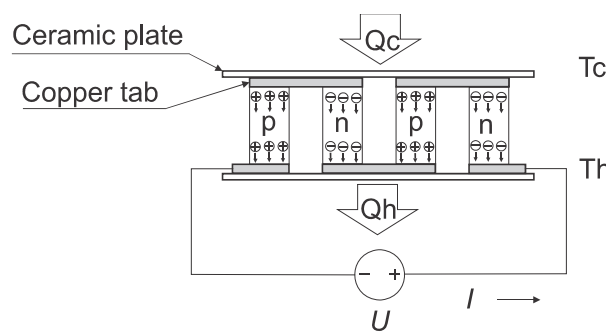 Ceramic plate
Qc
Tc
Copper tab
p n p n
Th
Qh
− +
U
I